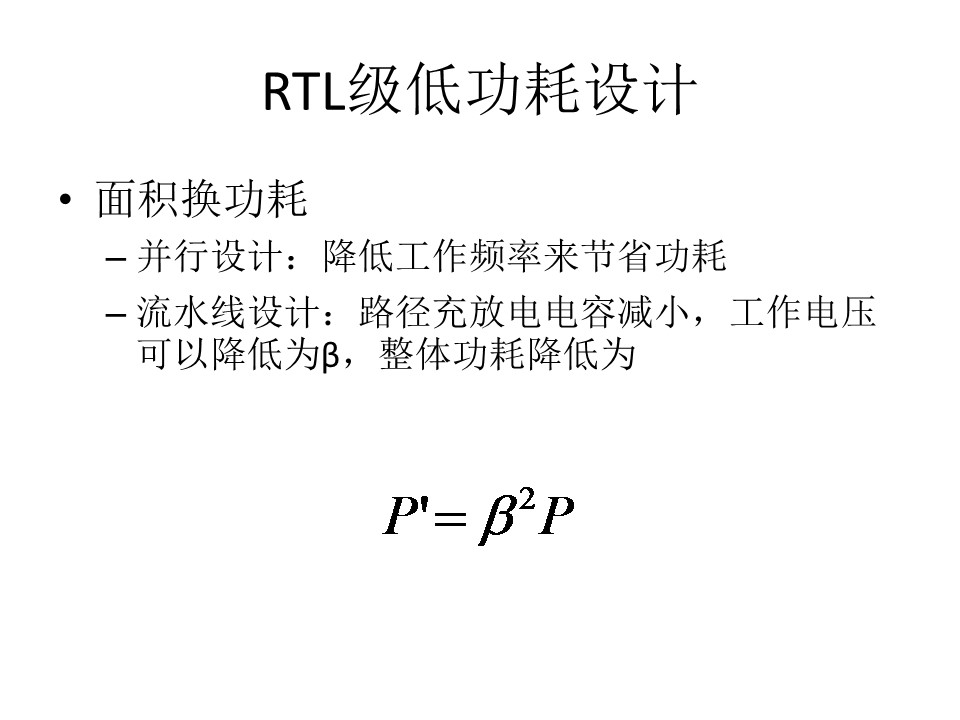 RTL级低功耗设计
• 面积换功耗
– 并行设计：降低工作频率来节省功耗
– 流水线设计：路径充放电电容减小，工作电压
可以降低为β，整体功耗降低为
P'=β²P